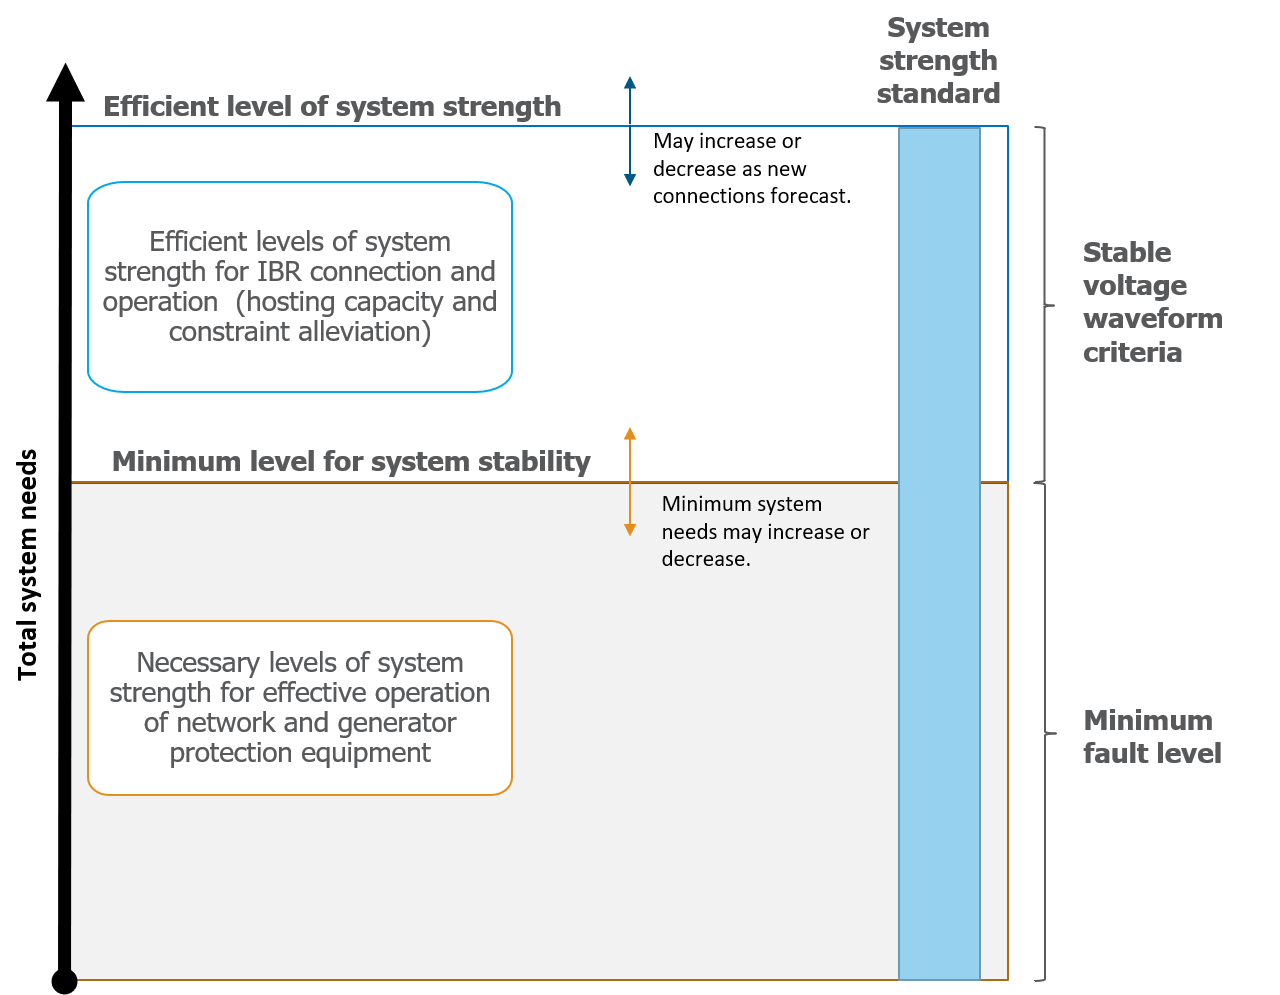 System
strength
standard
Efficient level of system strength
May increase or
decrease as new
connections forecast.
Efficient levels of system
strength for IBR connection and
operation  (hosting capacity and
constraint alleviation)
Stable
voltage
waveform
criteria
Minimum level for system stability
Minimum system
needs may increase or
decrease.
Total system needs
Necessary levels of system
strength for effective operation
of network and generator
protection equipment
Minimum
fault level